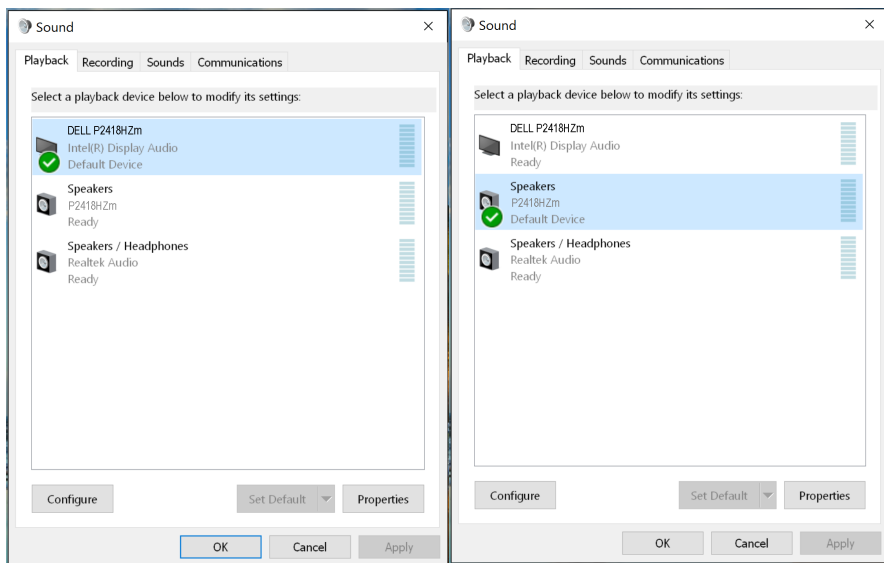 Sound
Playback Recording Sounds Communications
Select a playback device below to modify its settings:
DELL P2418HZm
Intel(R) Display Audio
Default Device
Speakers
P2418HZm
Ready
Speakers / Headphones
Realtek Audio
Ready
Configure Set Default Properties
OK Cancel Apply
Sound
Playback Recording Sounds Communications
Select a playback device below to modify its settings:
DELL P2418HZm
Intel(R) Display Audio
Ready
Speakers
P2418HZm
Default Device
Speakers / Headphones
Realtek Audio
Ready
Configure Set Default Properties
OK Cancel Apply